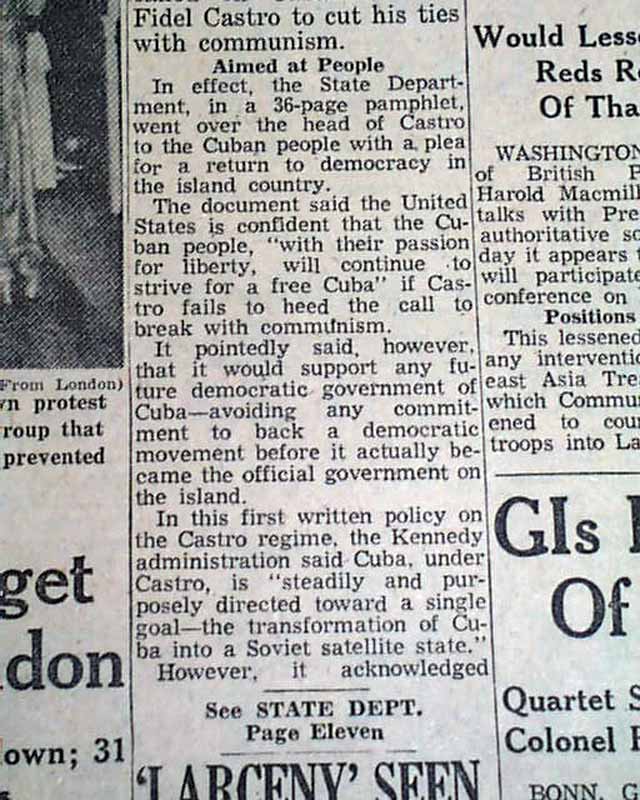 Fidel Castro to cut his ties
with communism.
Aimed at People
In effect, the State Depart-
ment, in a 36-page pamphlet,
went over the head of Castro
to the Cuban people with a plea
for a return to democracy in
the island country.
The document said the United
States is confident that the Cu-
ban people, "with their passion
for liberty, will continue to
strive for a free Cuba" if Cas-
tro fails to heed the call to
break with communism.
It pointedly said, however,
that it would support any fu-
ture democratic government of
Cuba—avoiding any commit-
ment to back a democratic
movement before it actually be-
came the official government on
the island.
In this first written policy on
the Castro regime, the Kennedy
administration said Cuba, under
Castro, is "steadily and pur-
posely directed toward a single
goal—the transformation of Cu-
ba into a Soviet satellite state."
However, it acknowledged
See STATE DEPT.
Page Eleven
'LARCENY' SEEN
From London)
wn protest
roup that
prevented
get
don
own; 31
Would Less
Reds R
Of Tha
WASHINGTON
of British P
Harold Macmill
talks with Pre
authoritative so
day it appears t
will participate
conference on
Positions
This lessened
any interventi
east Asia Trea
which Commu
ened to cou
troops into La
GIs
Of
Quartet S
Colonel
BONN, G